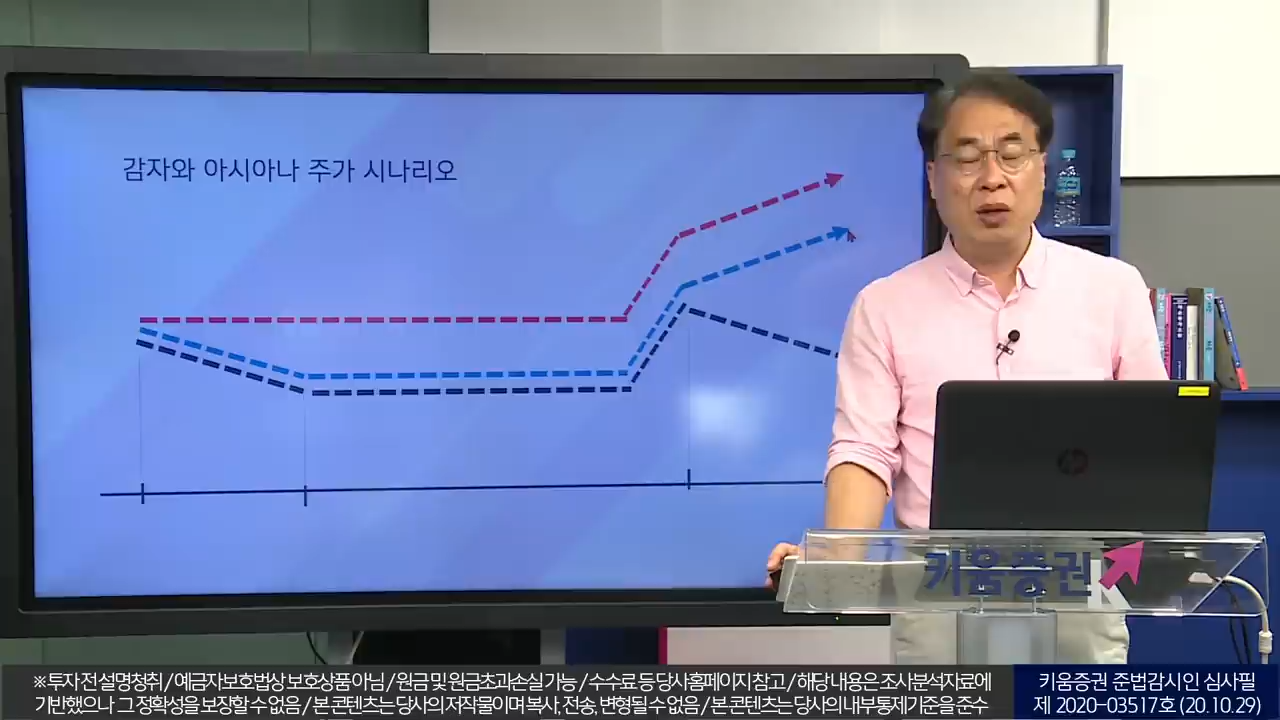 감자와 아시아나 주가 시나리오
키움증권
※ 투자 전 설명청취 / 예금자보호법상 보호상품 아님 / 원금 및 원금초과손실 가능 / 수수료 등 당사홈페이지 참고 / 해당 내용은 조사분석자료에
기반했으나 그 정확성을 보장할 수 없음 / 본 콘텐츠는 당사의 저작물이며 복사, 전송, 변형될 수 없음 / 본 콘텐츠는 당사의 내부통제기준을 준수
키움증권 준법감시인 심사필
제 2020-03517호 (20.10.29)